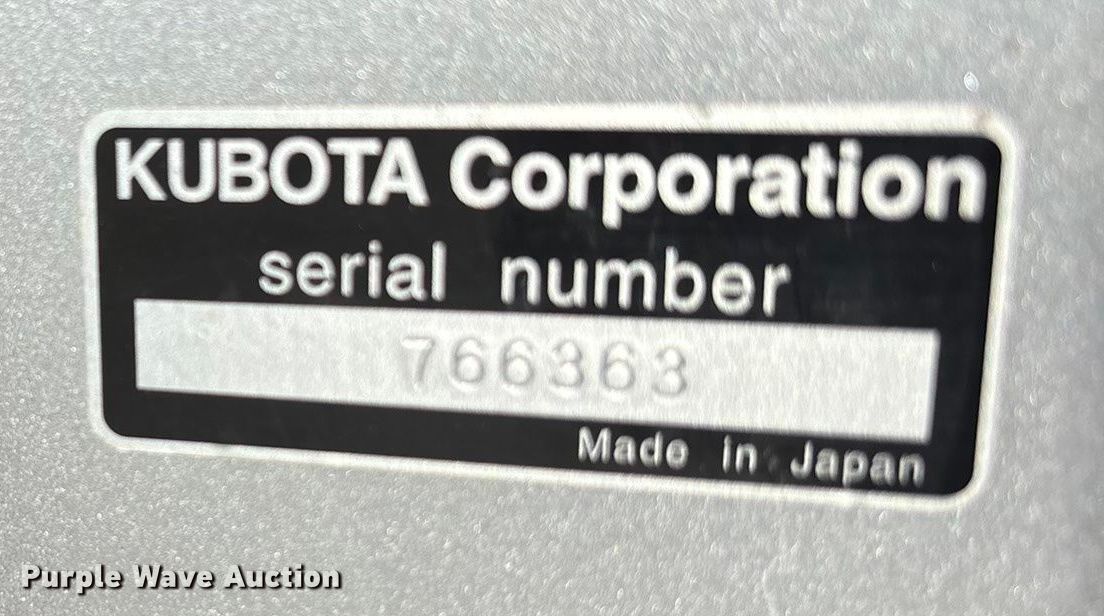 KUBOTA Corporation
serial number
766363
Made in Japan
Purple Wave Auction